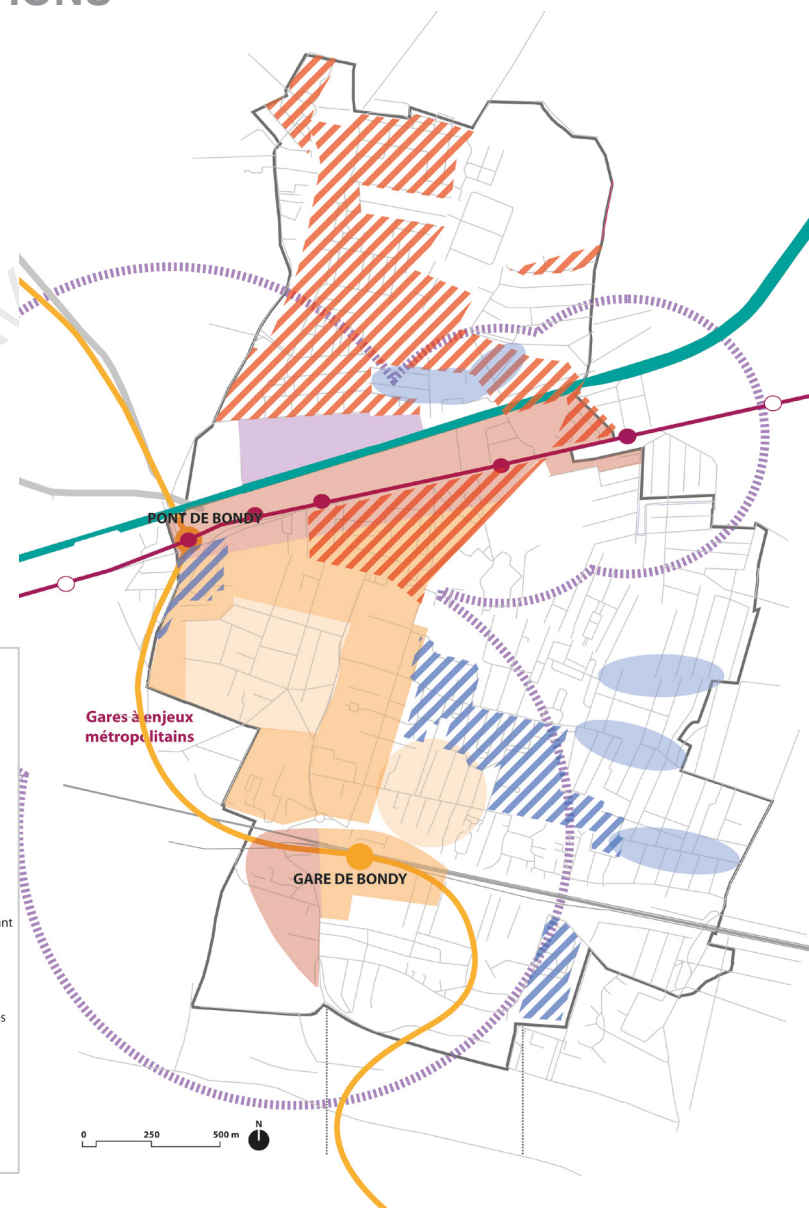 PONT DE BONDY
Gares à enjeux
métropolitains
GARE DE BONDY
0 250 500 m
N